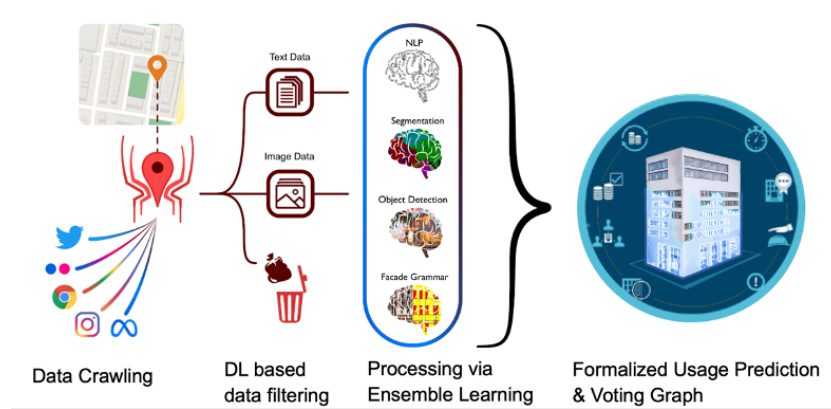 Text Data
Image Data
NLP
Segmentation
Object Detection
Facade Grammar
Data Crawling
DL based
data filtering
Processing via
Ensemble Learning
Formalized Usage Prediction
& Voting Graph